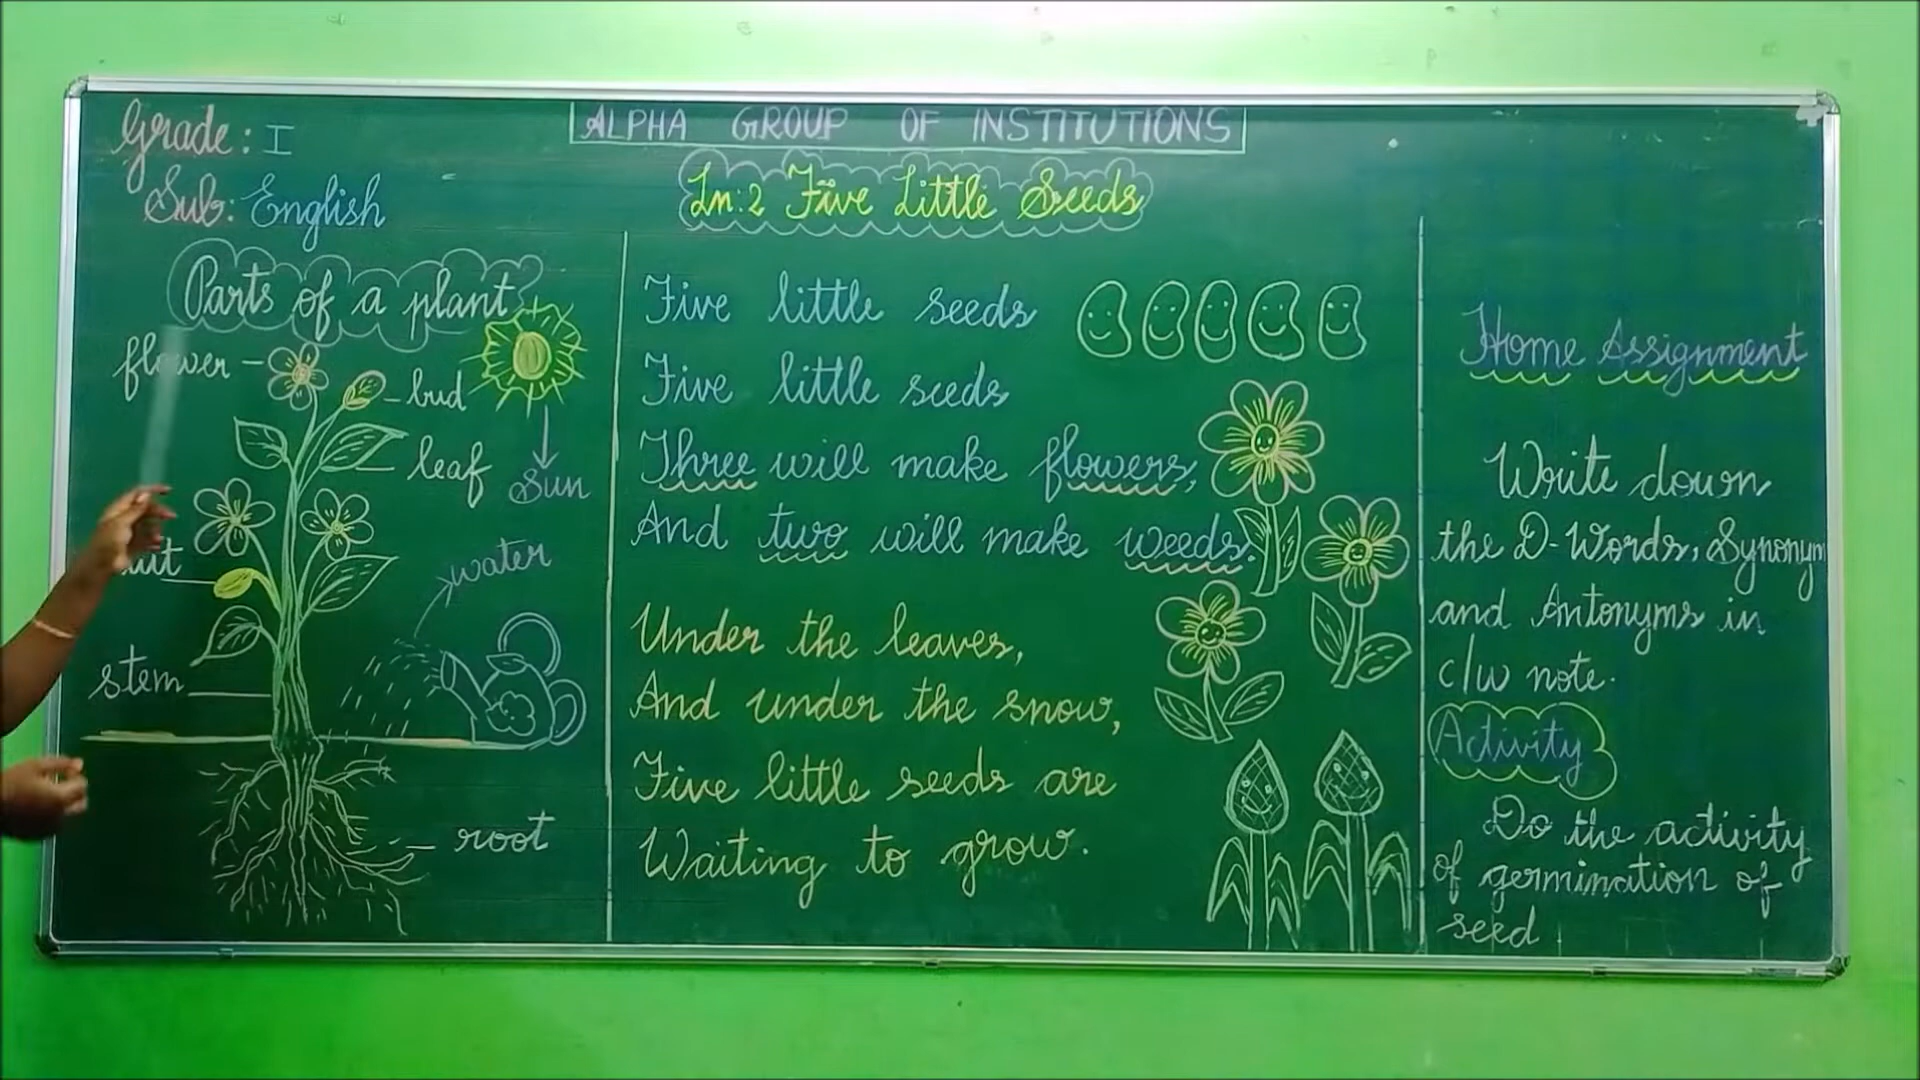 ALPHA GROUP OF INSTITUTIONS
Grade: I
Sub: English
Ln:2 Five Little Seeds
Parts of a plant
flower
bud
leaf
Sun
water
stem
root
Five little seeds
Five little seeds
Three will make flowers,
And two will make weeds.
Under the leaves,
And under the snow,
Five little seeds are
Waiting to grow.
Home Assignment
Write down
the D-Words, Synonym
and Antonyms in
c/w note.
Activity
Do the activity
of germination of
seed